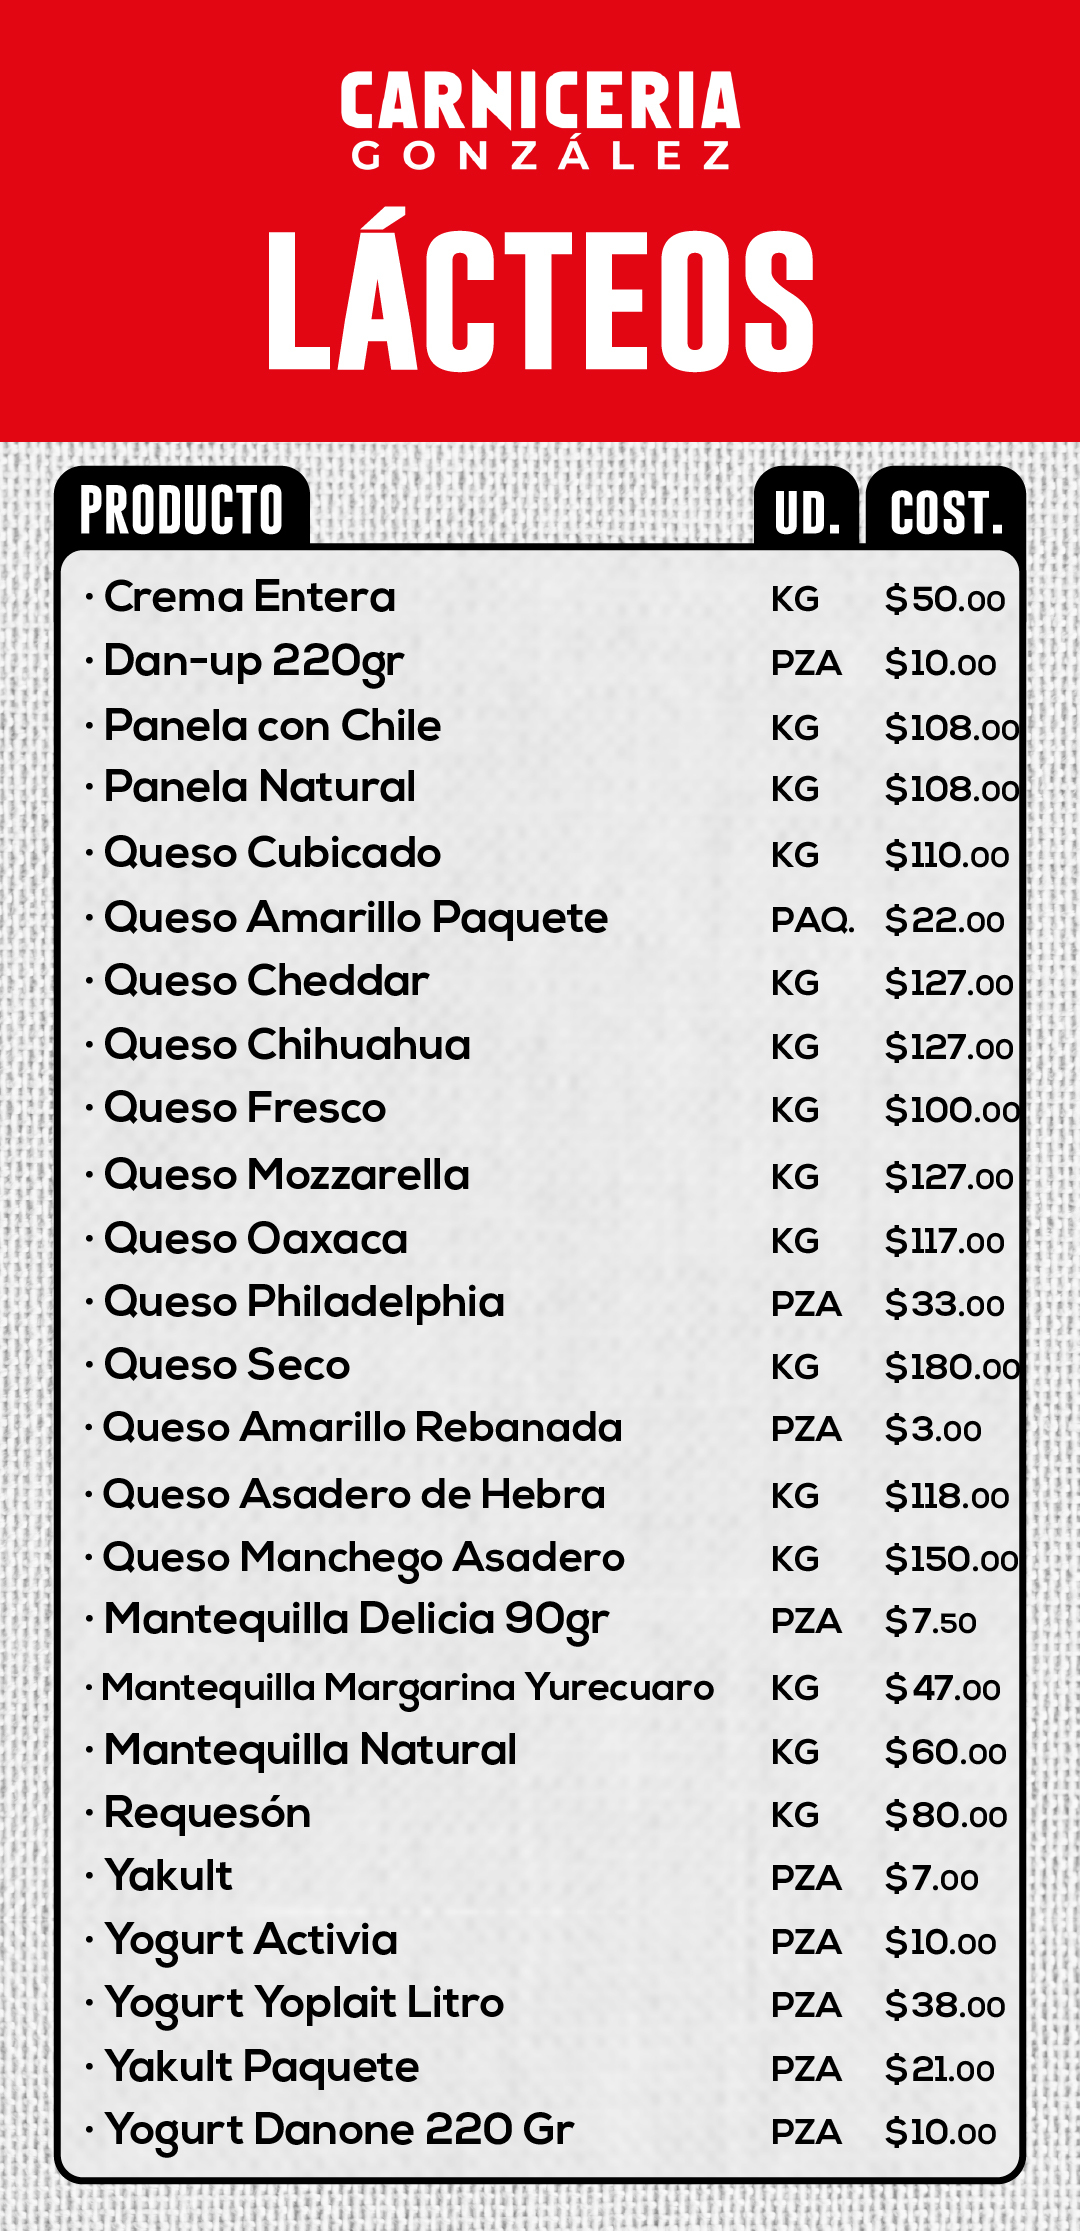 CARNICERIA
GONZÁLEZ
LÁCTEOS
PRODUCTO UD. COST.
· Crema Entera KG $50.00
· Dan-up 220gr PZA $10.00
· Panela con Chile KG $108.00
· Panela Natural KG $108.00
· Queso Cubicado KG $110.00
· Queso Amarillo Paquete PAQ. $22.00
· Queso Cheddar KG $127.00
· Queso Chihuahua KG $127.00
· Queso Fresco KG $100.00
· Queso Mozzarella KG $127.00
· Queso Oaxaca KG $117.00
· Queso Philadelphia PZA $33.00
· Queso Seco KG $180.00
· Queso Amarillo Rebanada PZA $3.00
· Queso Asadero de Hebra KG $118.00
· Queso Manchego Asadero KG $150.00
· Mantequilla Delicia 90gr PZA $7.50
· Mantequilla Margarina Yurecuaro KG $47.00
· Mantequilla Natural KG $60.00
· Requesón KG $80.00
· Yakult PZA $7.00
· Yogurt Activia PZA $10.00
· Yogurt Yoplait Litro PZA $38.00
· Yakult Paquete PZA $21.00
· Yogurt Danone 220 Gr PZA $10.00